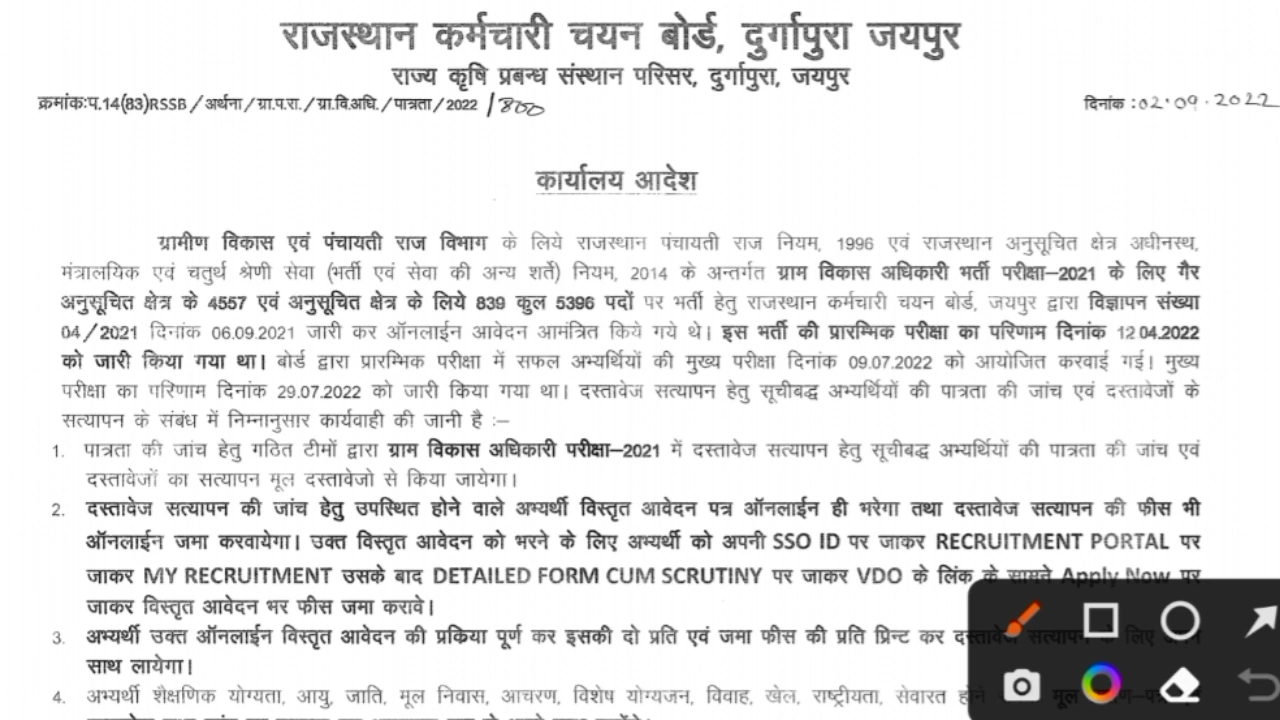 राजस्थान कर्मचारी चयन बोर्ड, दुर्गापुरा जयपुर
राज्य कृषि प्रबन्ध संस्थान परिसर, दुर्गापुरा, जयपुर
क्रमांकःप.14(83)RSSB/अर्थना/ग्रा.प.रा./ग्रा.वि.अधि./पात्रता/2022/800 दिनांक :02.09.2022
कार्यालय आदेश
ग्रामीण विकास एवं पंचायती राज विभाग के लिये राजस्थान पंचायती राज नियम, 1996 एवं राजस्थान अनुसूचित क्षेत्र अधीनस्थ,
मंत्रालयिक एवं चतुर्थ श्रेणी सेवा (भर्ती एवं सेवा की अन्य शर्ते) नियम, 2014 के अन्तर्गत ग्राम विकास अधिकारी भर्ती परीक्षा–2021 के लिए गैर
अनुसूचित क्षेत्र के 4557 एवं अनुसूचित क्षेत्र के लिये 839 कुल 5396 पदों पर भर्ती हेतु राजस्थान कर्मचारी चयन बोर्ड, जयपुर द्वारा विज्ञापन संख्या
04/2021 दिनांक 06.09.2021 जारी कर ऑनलाईन आवेदन आमंत्रित किये गये थे। इस भर्ती की प्रारम्भिक परीक्षा का परिणाम दिनांक 12 04.2022
को जारी किया गया था। बोर्ड द्वारा प्रारम्भिक परीक्षा में सफल अभ्यर्थियों की मुख्य परीक्षा दिनांक 09.07.2022 को आयोजित करवाई गई। मुख्य
परीक्षा का परिणाम दिनांक 29.07.2022 को जारी किया गया था। दस्तावेज सत्यापन हेतु सूचीबद्ध अभ्यर्थियों की पात्रता की जांच एवं दस्तावेजों के
सत्यापन के संबंध में निम्नानुसार कार्यवाही की जानी है :–
1. पात्रता की जांच हेतु गठित टीमों द्वारा ग्राम विकास अधिकारी परीक्षा–2021 में दस्तावेज सत्यापन हेतु सूचीबद्ध अभ्यर्थियों की पात्रता की जांच एवं
दस्तावेजों का सत्यापन मूल दस्तावेजो से किया जायेगा।
2. दस्तावेज सत्यापन की जांच हेतु उपस्थित होने वाले अभ्यर्थी विस्तृत आवेदन पत्र ऑनलाईन ही भरेगा तथा दस्तावेज सत्यापन की फीस भी
ऑनलाईन जमा करवायेगा। उक्त विस्तृत आवेदन को भरने के लिए अभ्यर्थी को अपनी SSO ID पर जाकर RECRUITMENT PORTAL पर
जाकर MY RECRUITMENT उसके बाद DETAILED FORM CUM SCRUTINY पर जाकर VDO के लिंक के सामने Apply Now पर
जाकर विस्तृत आवेदन भर फीस जमा करावे।
3. अभ्यर्थी उक्त ऑनलाईन विस्तृत आवेदन की प्रकिया पूर्ण कर इसकी दो प्रति एवं जमा फीस की प्रति प्रिन्ट कर दस्तावेज सत्यापन के लिए अपने
साथ लायेगा।
4. अभ्यर्थी शैक्षणिक योग्यता, आयु, जाति, मूल निवास, आचरण, विशेष योग्यजन, विवाह, खेल, राष्ट्रीयता, सेवारत होने मूल